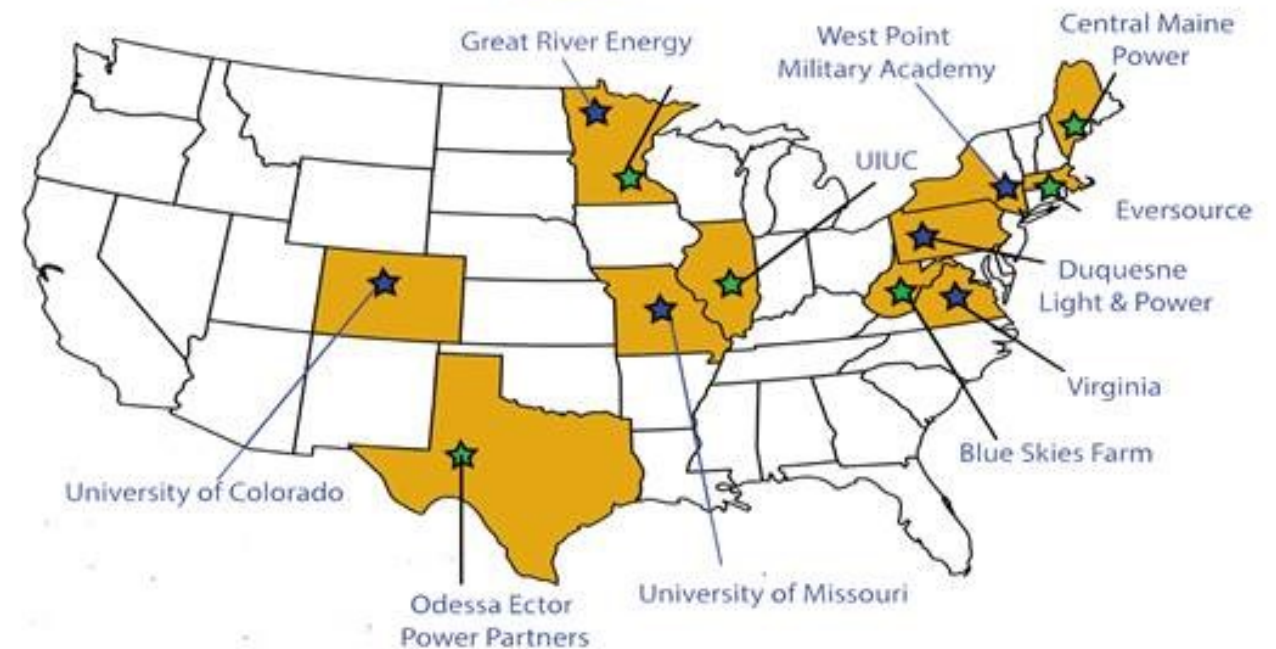 Great River Energy
West Point
Military Academy
Central Maine
Power
UIUC
Eversource
Duquesne
Light & Power
Virginia
Blue Skies Farm
University of Colorado
University of Missouri
Odessa Ector
Power Partners